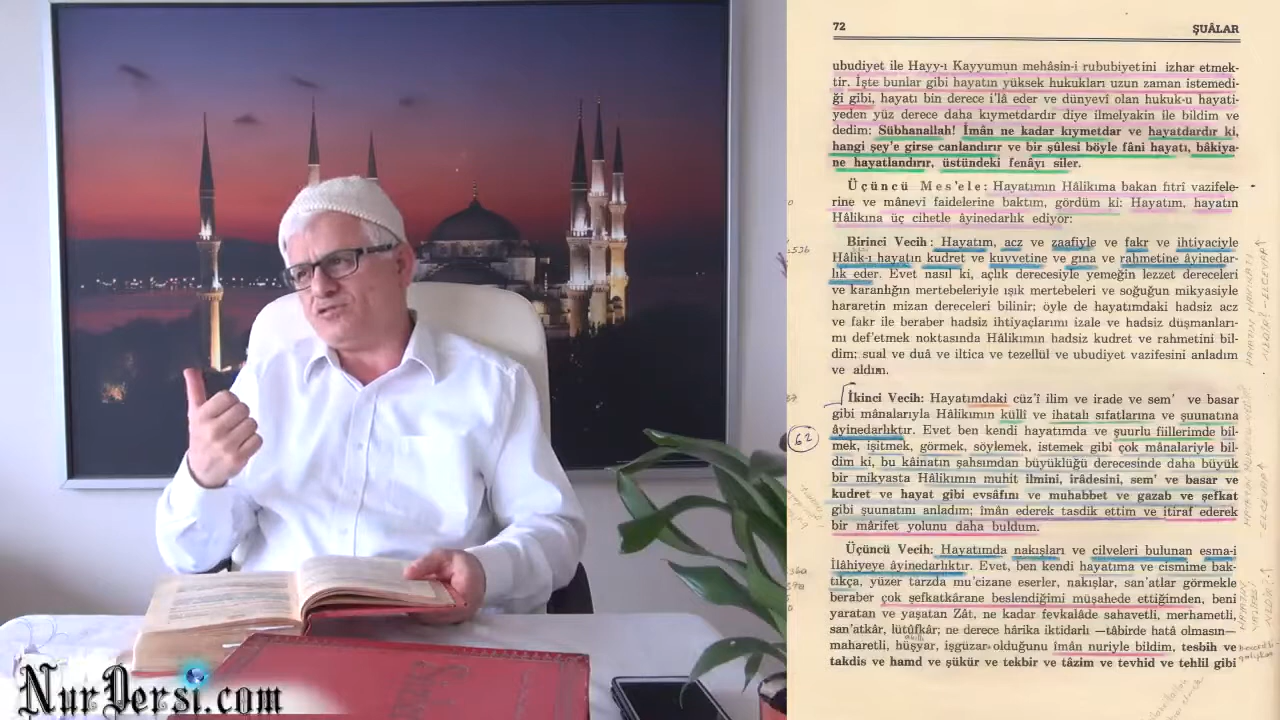 72
ŞUÂLAR
ubudiyet ile Hayy-ı Kayyumun mehâsin-i rububiyetini izhar etmek-
tir. İşte bunlar gibi hayatın yüksek hukukları uzun zaman istemedi-
ği gibi, hayatı bin derece i'lâ eder ve dünyevî olan hukuk-u hayati-
yeden yüz derece daha kıymetdardır diye ilmelyakin ile bildim ve
dedim: Sübhanallah! Îmân ne kadar kıymetdar ve hayatdardır ki,
hangi şey'e girse canlandırır ve bir şûlesi böyle fâni hayatı, bâkiya-
ne hayatlandırır, üstündeki fenâyı siler.
Üçüncü Mes'ele: Hayatımın Hâlikıma bakan fıtrî vazifele-
rine ve mânevî faidelerine baktım, gördüm ki: Hayatım, hayatın
Hâlikına üç cihetle âyinedarlık ediyor:
Birinci Vecih: Hayatım, acz ve zaafiyle ve fakr ve ihtiyaciyle
Hâlik-ı hayatın kudret ve kuvvetine ve gına ve rahmetine âyinedar-
lık eder. Evet nasıl ki, açlık derecesiyle yemeğin lezzet dereceleri
ve karanlığın mertebeleriyle ışık mertebeleri ve soğuğun mikyasiyle
hararetin mizan dereceleri bilinir; öyle de hayatımdaki hadsiz acz
ve fakr ile beraber hadsiz ihtiyaçlarımı izale ve hadsiz düşmanları-
mı def'etmek noktasında Hâlikımın hadsiz kudret ve rahmetini bil-
dim; sual ve duâ ve iltica ve tezellül ve ubudiyet vazifesini anladım
ve aldım.
İkinci Vecih: Hayatımdaki cüz'î ilim ve irade ve sem' ve basar
gibi mânalarıyla Hâlikımın küllî ve ihatalı sıfatlarına ve şuunatına
âyinedarlıktır. Evet ben kendi hayatımda ve şuurlu fiillerimde bil-
62
mek, işitmek, görmek, söylemek, istemek gibi çok mânalariyle bil-
dim ki, bu kâinatın şahsımdan büyüklüğü derecesinde daha büyük
bir mikyasta Hâlikımın muhit ilmini, irâdesini, sem' ve basar ve
kudret ve hayat gibi evsâfını ve muhabbet ve gazab ve şefkat
gibi şuunatını anladım; îmân ederek tasdik ettim ve itiraf ederek
bir mârifet yolunu daha buldum.
Üçüncü Vecih: Hayatımda nakışları ve cilveleri bulunan esma-i
İlâhiyeye âyinedarlıktır. Evet, ben kendi hayatıma ve cismime bak-
tıkça, yüzer tarzda mu'cizane eserler, nakışlar, san'atlar görmekle
beraber çok şefkatkârane beslendiğimi müşahede ettiğimden, beni
yaratan ve yaşatan Zât, ne kadar fevkalâde sahavetli, merhametli,
san'atkâr, lütûfkâr; ne derece hârika iktidarlı —tâbirde hatâ olmasın—
maharetli, hüşyar, işgüzar olduğunu îmân nuriyle bildim, tesbih ve
takdis ve hamd ve şükür ve tekbir ve tâzim ve tevhid ve tehlil gibi
NurDersi.com